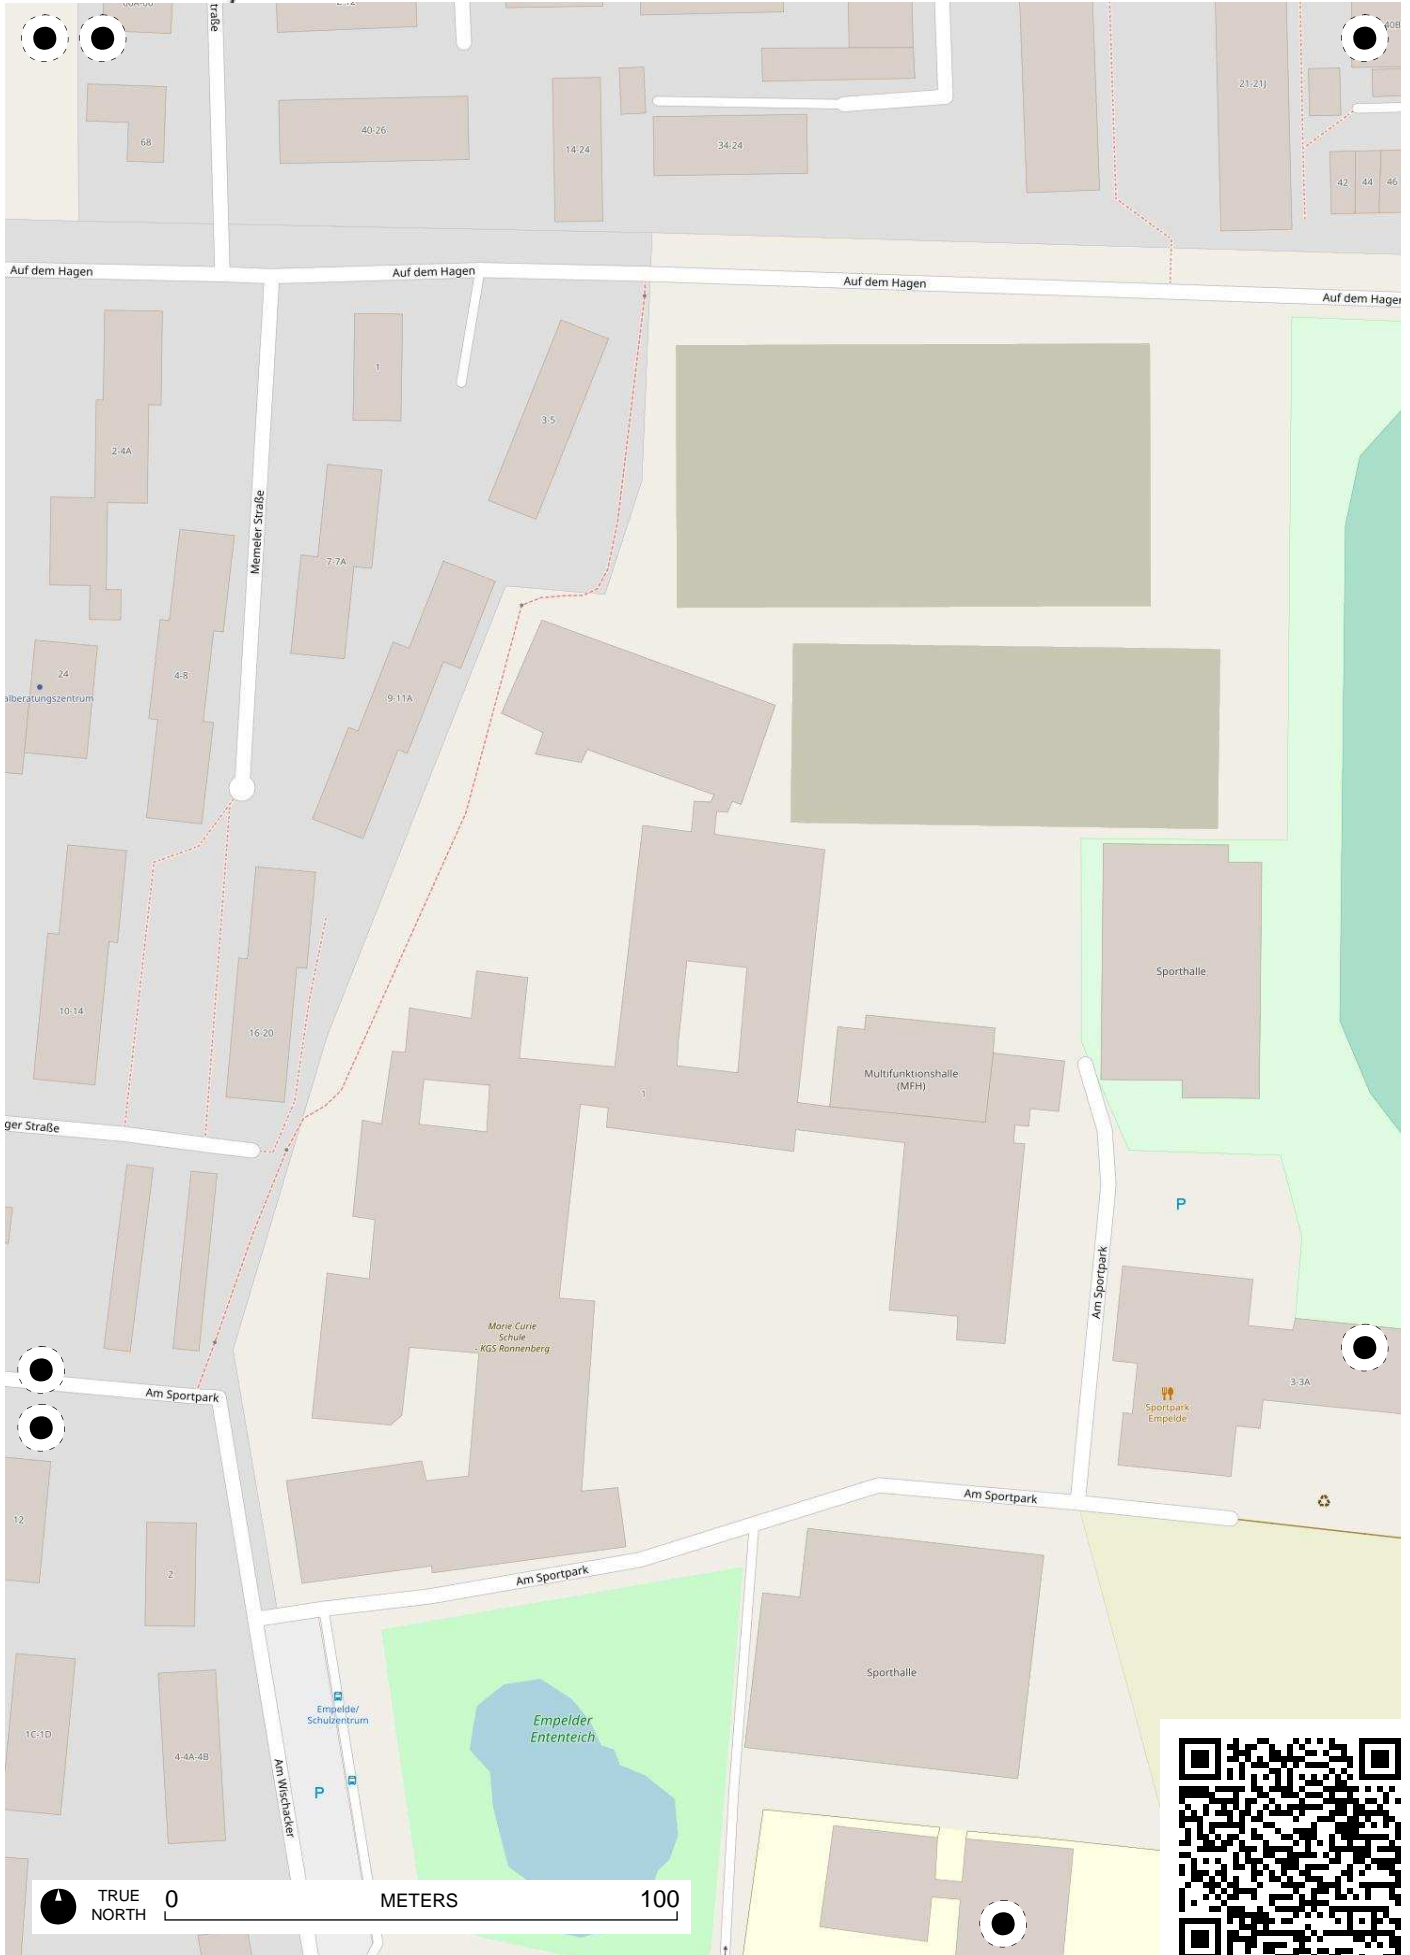 traße
68
40-26
14-24
34-24
21-21J
42
44
46
Auf dem Hagen
Auf dem Hagen
Auf dem Hagen
Auf dem Hagen
1
3-5
2-4A
Memeler Straße
7-7A
24
alberatungszentrum
4-8
9-11A
Sporthalle
10-14
16-20
Multifunktionshalle
(MFH)
1
ger Straße
P
Am Sportpark
Marie Curie
Schule
- KGS Ronnenberg
3-3A
Am Sportpark
Sportpark
Empelde
Am Sportpark
12
2
Am Sportpark
Sporthalle
Empelde/
Schulzentrum
Empelder
Ententeich
1C-1D
4-4A-4B
P
Am Wischacker
TRUE
NORTH
0
METERS
100